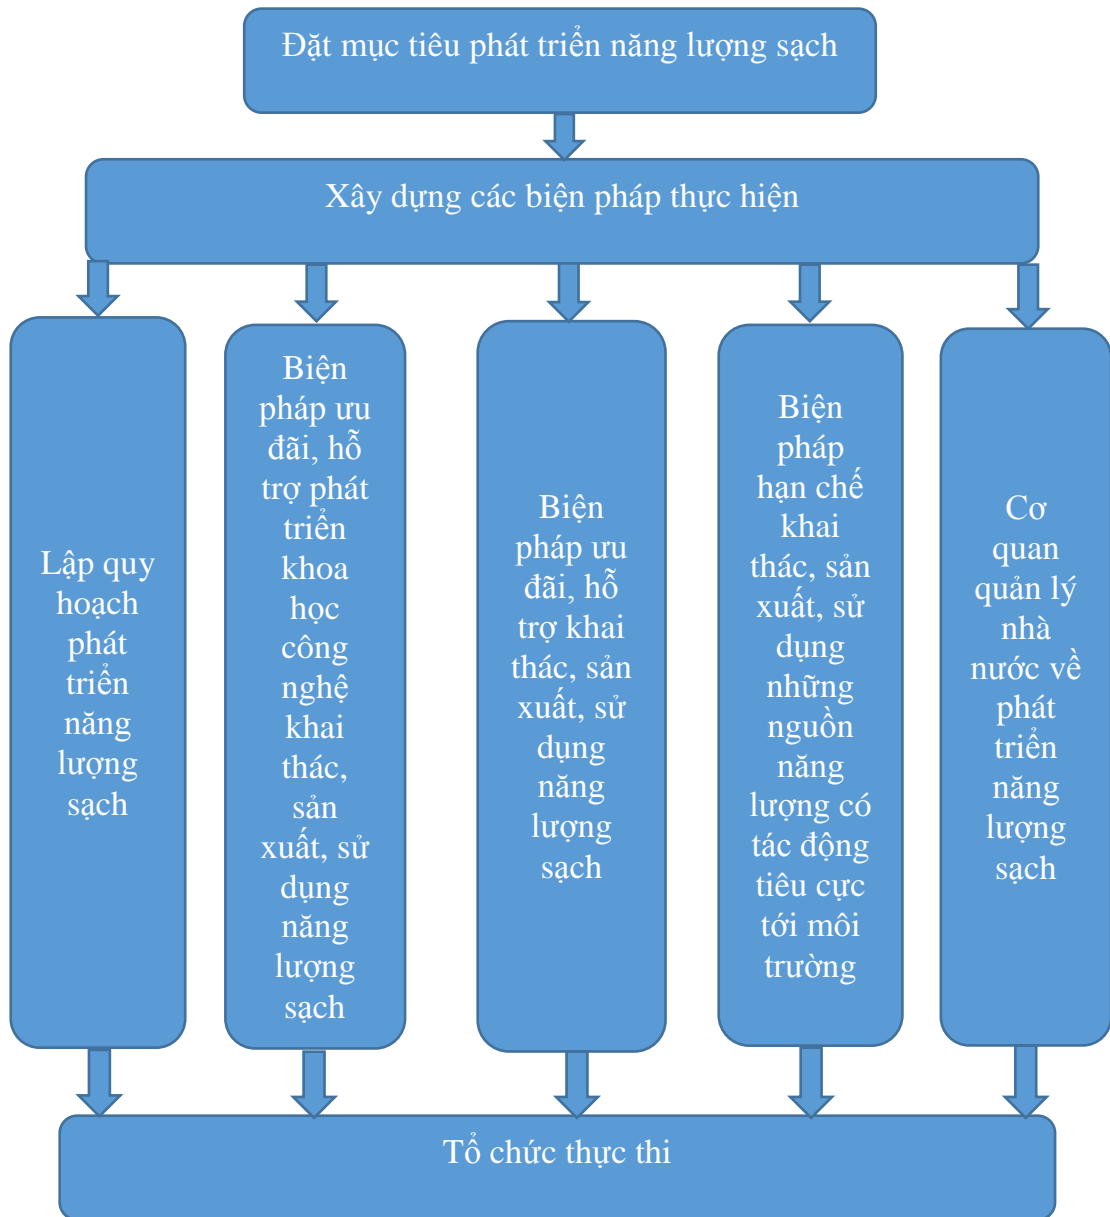 Đặt mục tiêu phát triển năng lượng sạch
Xây dựng các biện pháp thực hiện
Lập quy
hoạch
phát
triển
năng
lượng
sạch
Biện
pháp ưu
đãi, hỗ
trợ phát
triển
khoa
học
công
nghệ
khai
thác,
sản
xuất, sử
dụng
năng
lượng
sạch
Biện
pháp ưu
đãi, hỗ
trợ khai
thác, sản
xuất, sử
dụng
năng
lượng
sạch
Biện
pháp
hạn chế
khai
thác, sản
xuất, sử
dụng
những
nguồn
năng
lượng có
tác động
tiêu cực
tới môi
trường
Cơ
quan
quản lý
nhà
nước về
phát
triển
năng
lượng
sạch
Tổ chức thực thi